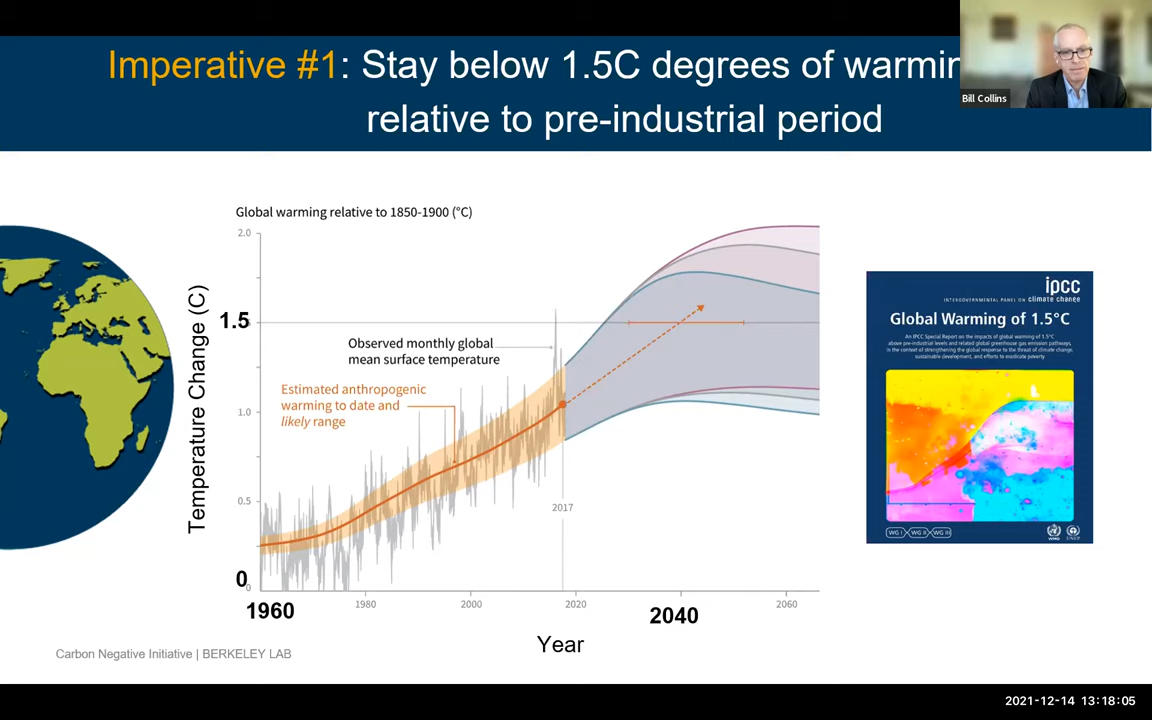 Imperative #1: Stay below 1.5C degrees of warmin
relative to pre-industrial period
Bill Collins
Global warming relative to 1850-1900 (°C)
2.0
1.5
1.0
0.5
0
0
Temperature Change (C)
Observed monthly global
mean surface temperature
Estimated anthropogenic
warming to date and
likely range
2017
1960
1980
2000
2020
2040
2060
Year
ipcc
INTERGOVERNMENTAL PANEL ON climate change
Global Warming of 1.5°C
An IPCC Special Report on the impacts of global warming of 1.5°C
above pre-industrial levels and related global greenhouse gas emission pathways,
in the context of strengthening the global response to the threat of climate change,
sustainable development, and efforts to eradicate poverty
WG I WG II WG III
WMO UNEP
Carbon Negative Initiative | BERKELEY LAB
2021-12-14 13:18:05